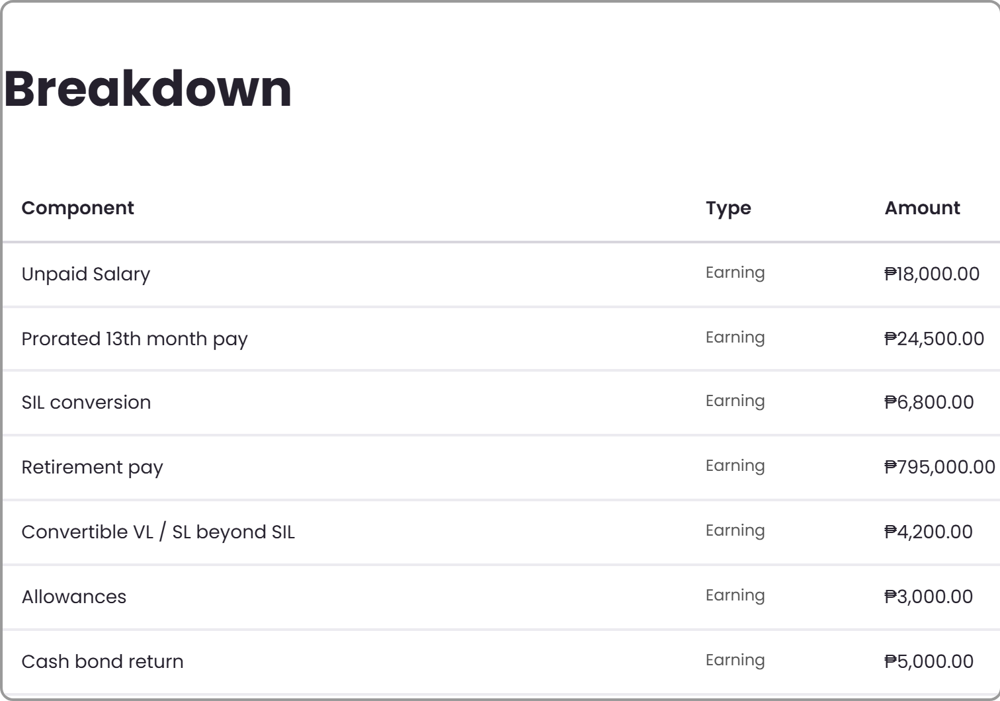 Breakdown
Component Type Amount
Unpaid Salary Earning ₱18,000.00
Prorated 13th month pay Earning ₱24,500.00
SIL conversion Earning ₱6,800.00
Retirement pay Earning ₱795,000.00
Convertible VL / SL beyond SIL Earning ₱4,200.00
Allowances Earning ₱3,000.00
Cash bond return Earning ₱5,000.00